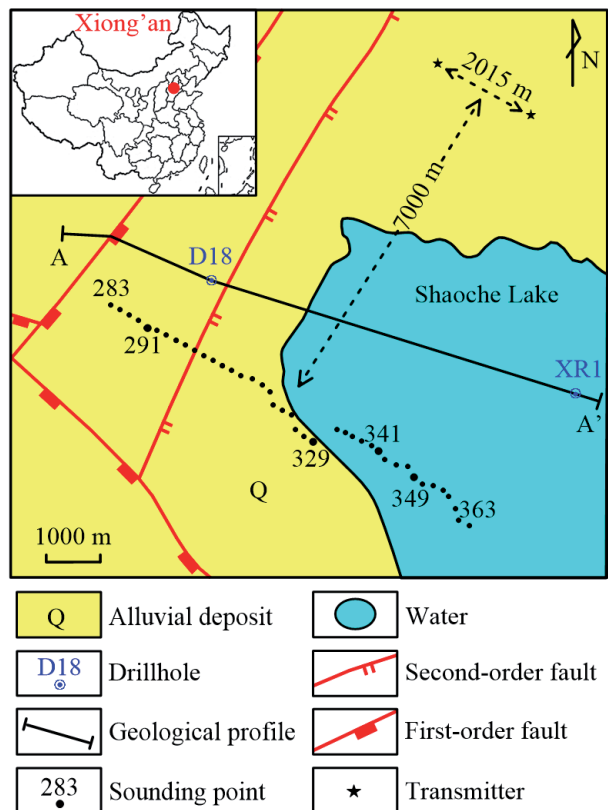 Xiong’an
N
2015 m
7000 m
A
D18
Shaoche Lake
283
291
XR1
A’
341
329
349
363
Q
1000 m
Q Alluvial deposit
Water
D18 Drillhole
Second-order fault
Geological profile
First-order fault
283 Sounding point
Transmitter